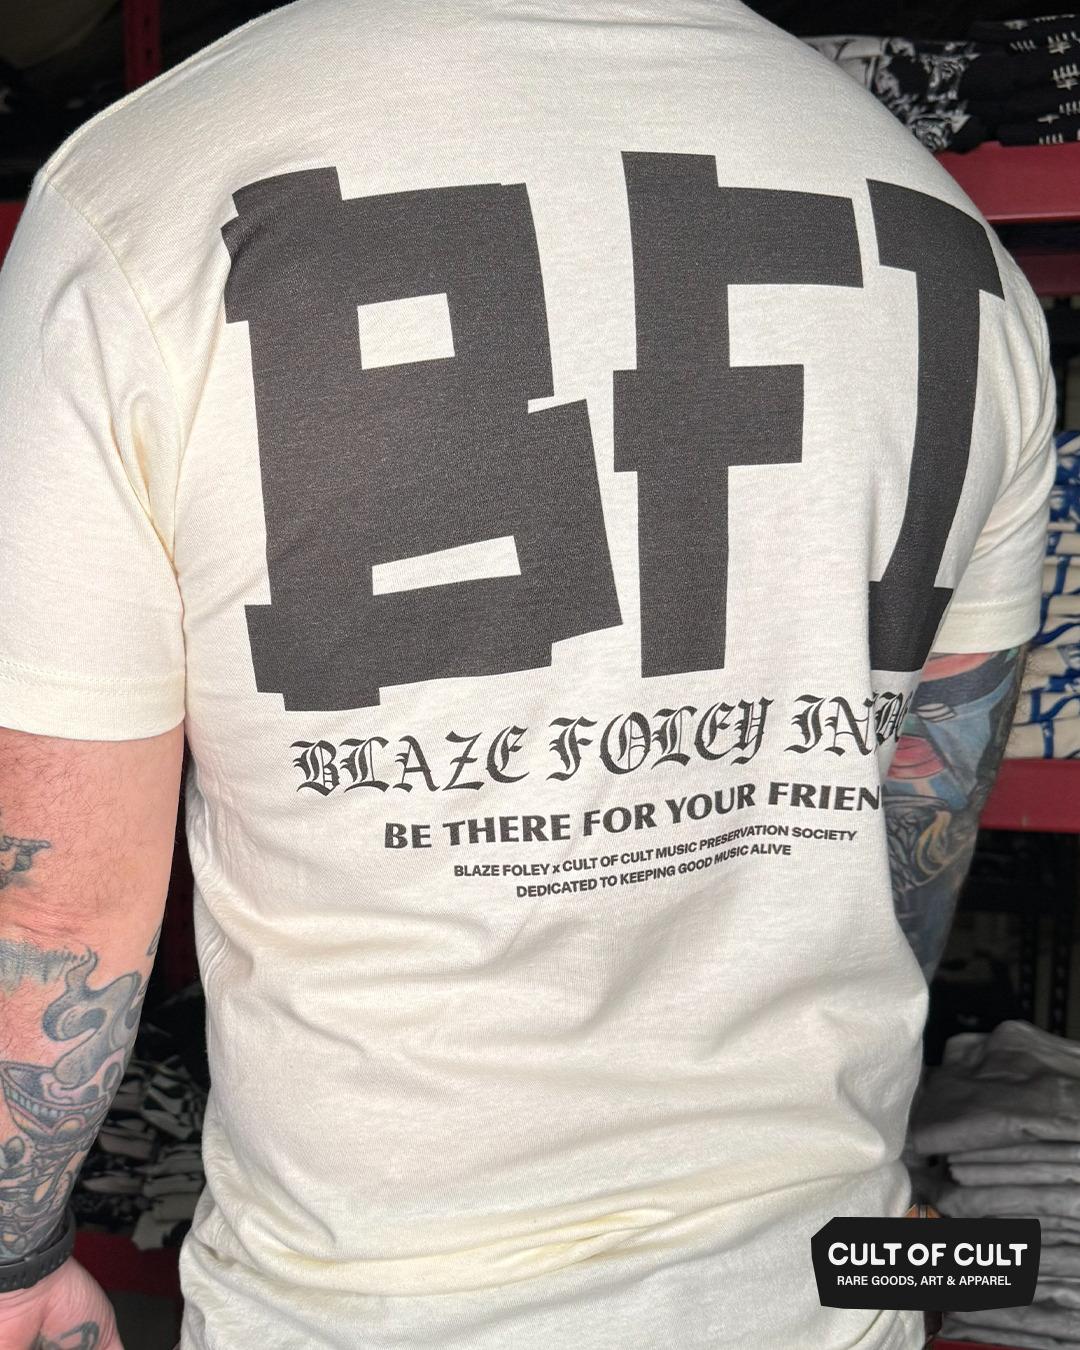 BFI
BLAZE FOLEY
BE THERE FOR YOUR
BLAZE FOLEY x CULT OF CULT MUSIC PRESERVATION SOCIETY
DEDICATED TO KEEPING GOOD MUSIC ALIVE
CULT OF CULT
RARE GOODS, ART & APPAREL